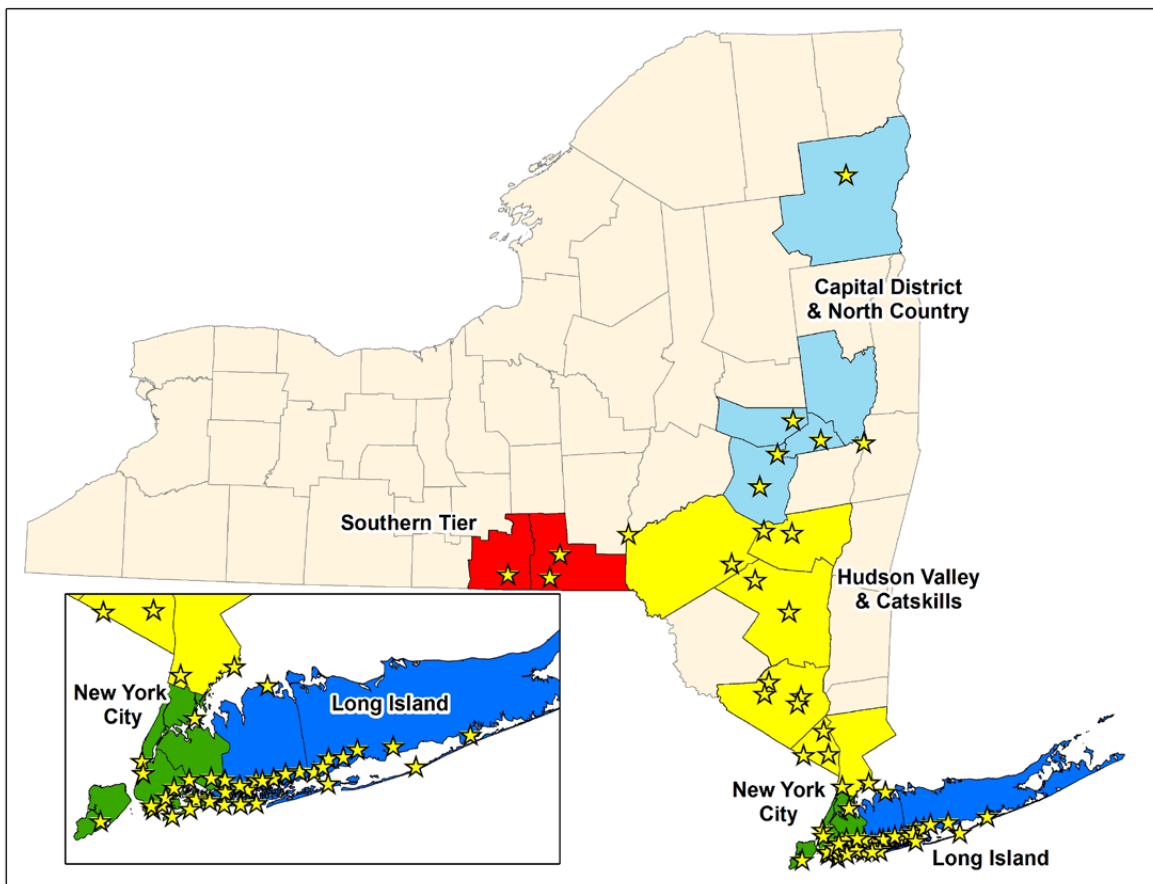 Capital District
& North Country
Southern Tier
Hudson Valley
& Catskills
New York
City
Long Island
New York
City
Long Island